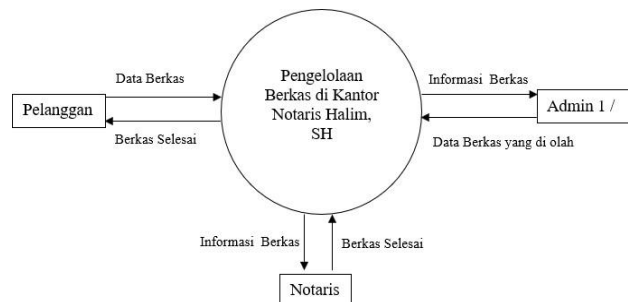 Data Berkas
Pelanggan
Berkas Selesai
Pengelolaan
Berkas di Kantor
Notaris Halim,
SH
Informasi Berkas
Admin 1 /
Data Berkas yang di olah
Informasi Berkas
Berkas Selesai
Notaris